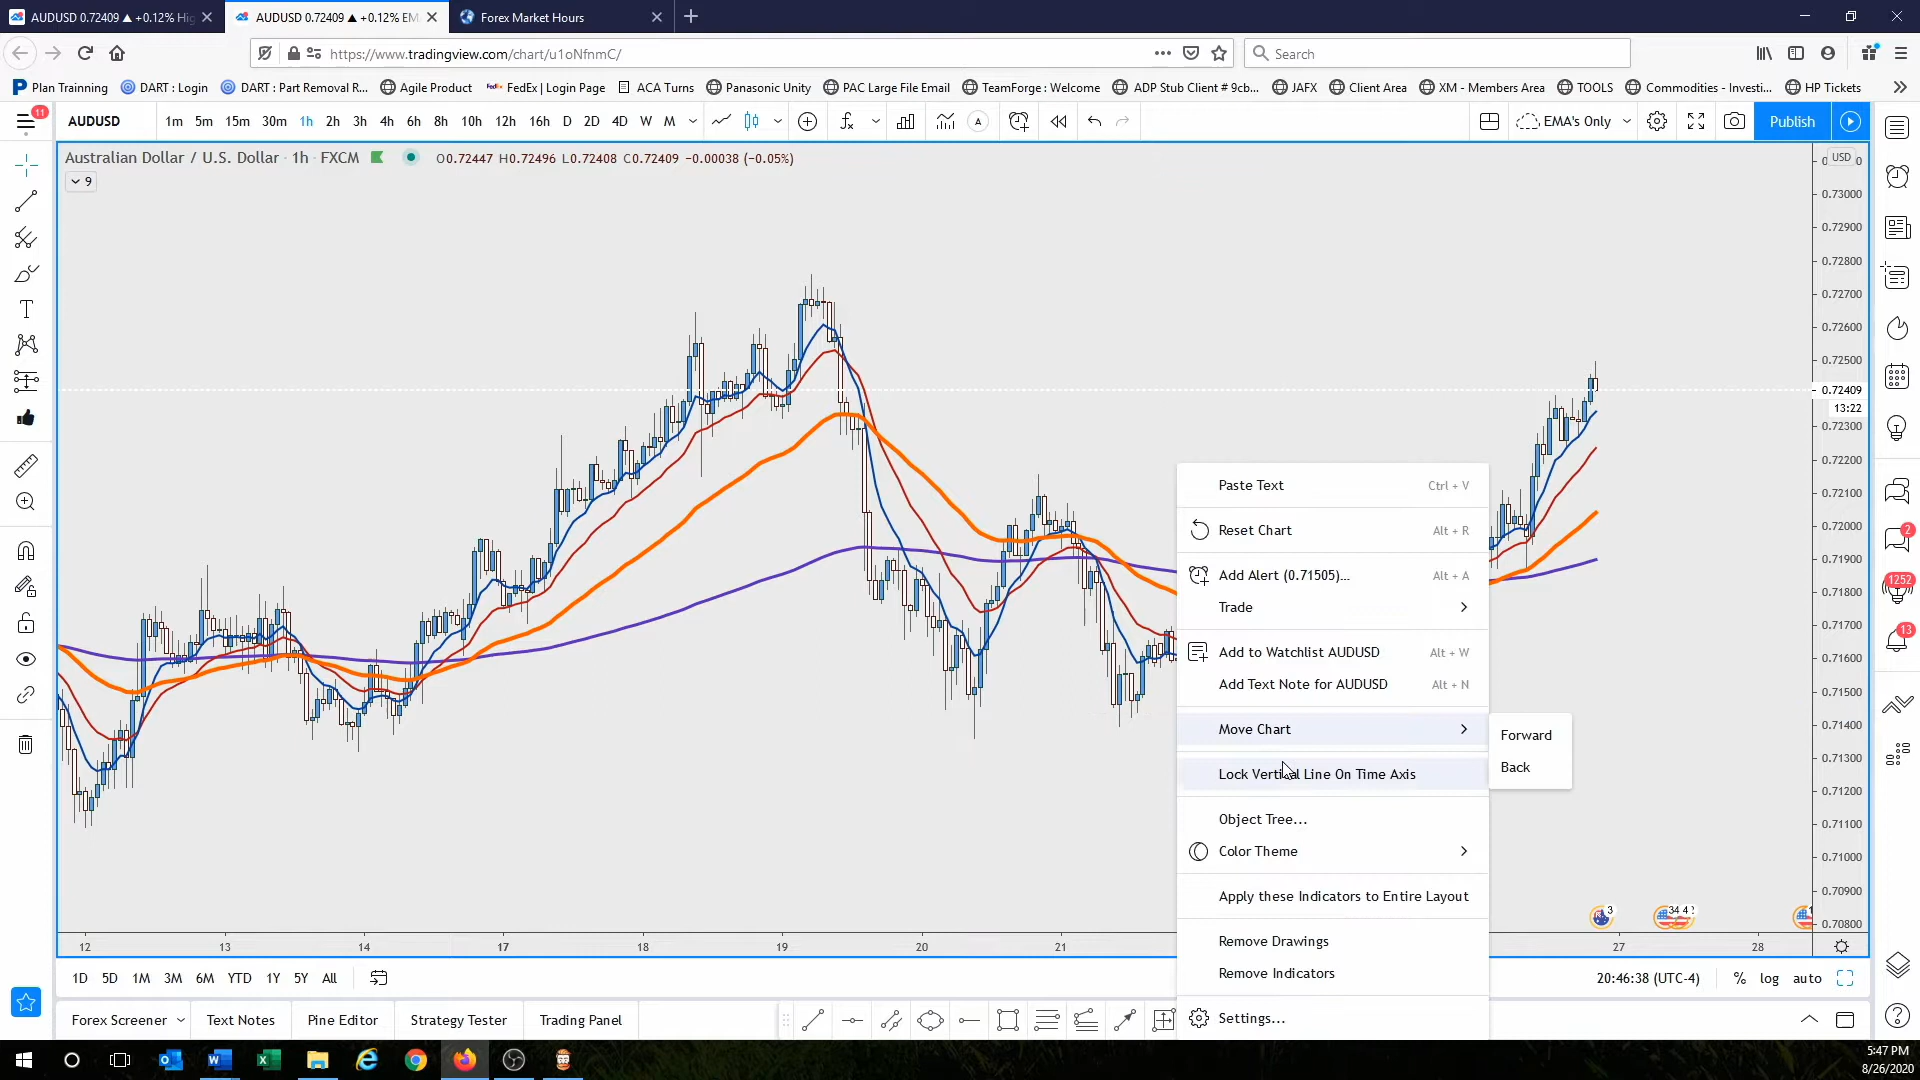 AUDUSD 0.72409 ▲ +0.12% Hig
AUDUSD 0.72409 ▲ +0.12% EM
Forex Market Hours
https://www.tradingview.com/chart/u1oNfnmC/
Search
Plan Trainning
DART : Login
DART : Part Removal R...
Agile Product
FedEx | Login Page
ACA Turns
Panasonic Unity
PAC Large File Email
TeamForge : Welcome
ADP Stub Client # 9cb...
JAFX
Client Area
XM - Members Area
TOOLS
Commodities - Investi...
HP Tickets
11
AUDUSD
1m 5m 15m 30m 1h 2h 3h 4h 6h 8h 10h 12h 16h D 2D 4D W M
EMA's Only
Publish
Australian Dollar / U.S. Dollar · 1h · FXCM
O0.72447 H0.72496 L0.72408 C0.72409 −0.00038 (−0.05%)
9
USD
0.73000
0.72900
0.72800
0.72700
0.72600
0.72500
0.72409
13:22
0.72300
0.72200
0.72100
0.72000
0.71900
0.71800
0.71700
0.71600
0.71500
0.71400
0.71300
0.71200
0.71100
0.71000
0.70900
0.70800
Paste Text Ctrl + V
Reset Chart Alt + R
Add Alert (0.71505)... Alt + A
Trade
Add to Watchlist AUDUSD Alt + W
Add Text Note for AUDUSD Alt + N
Move Chart
Forward
Back
Lock Vertical Line On Time Axis
Object Tree...
Color Theme
Apply these Indicators to Entire Layout
Remove Drawings
Remove Indicators
Settings...
2
1252
13
3
12 13 14 17 18 19 20 21 27 28
1D 5D 1M 3M 6M YTD 1Y 5Y All
20:46:38 (UTC-4)
% log auto
Forex Screener
Text Notes
Pine Editor
Strategy Tester
Trading Panel
5:47 PM
8/26/2020